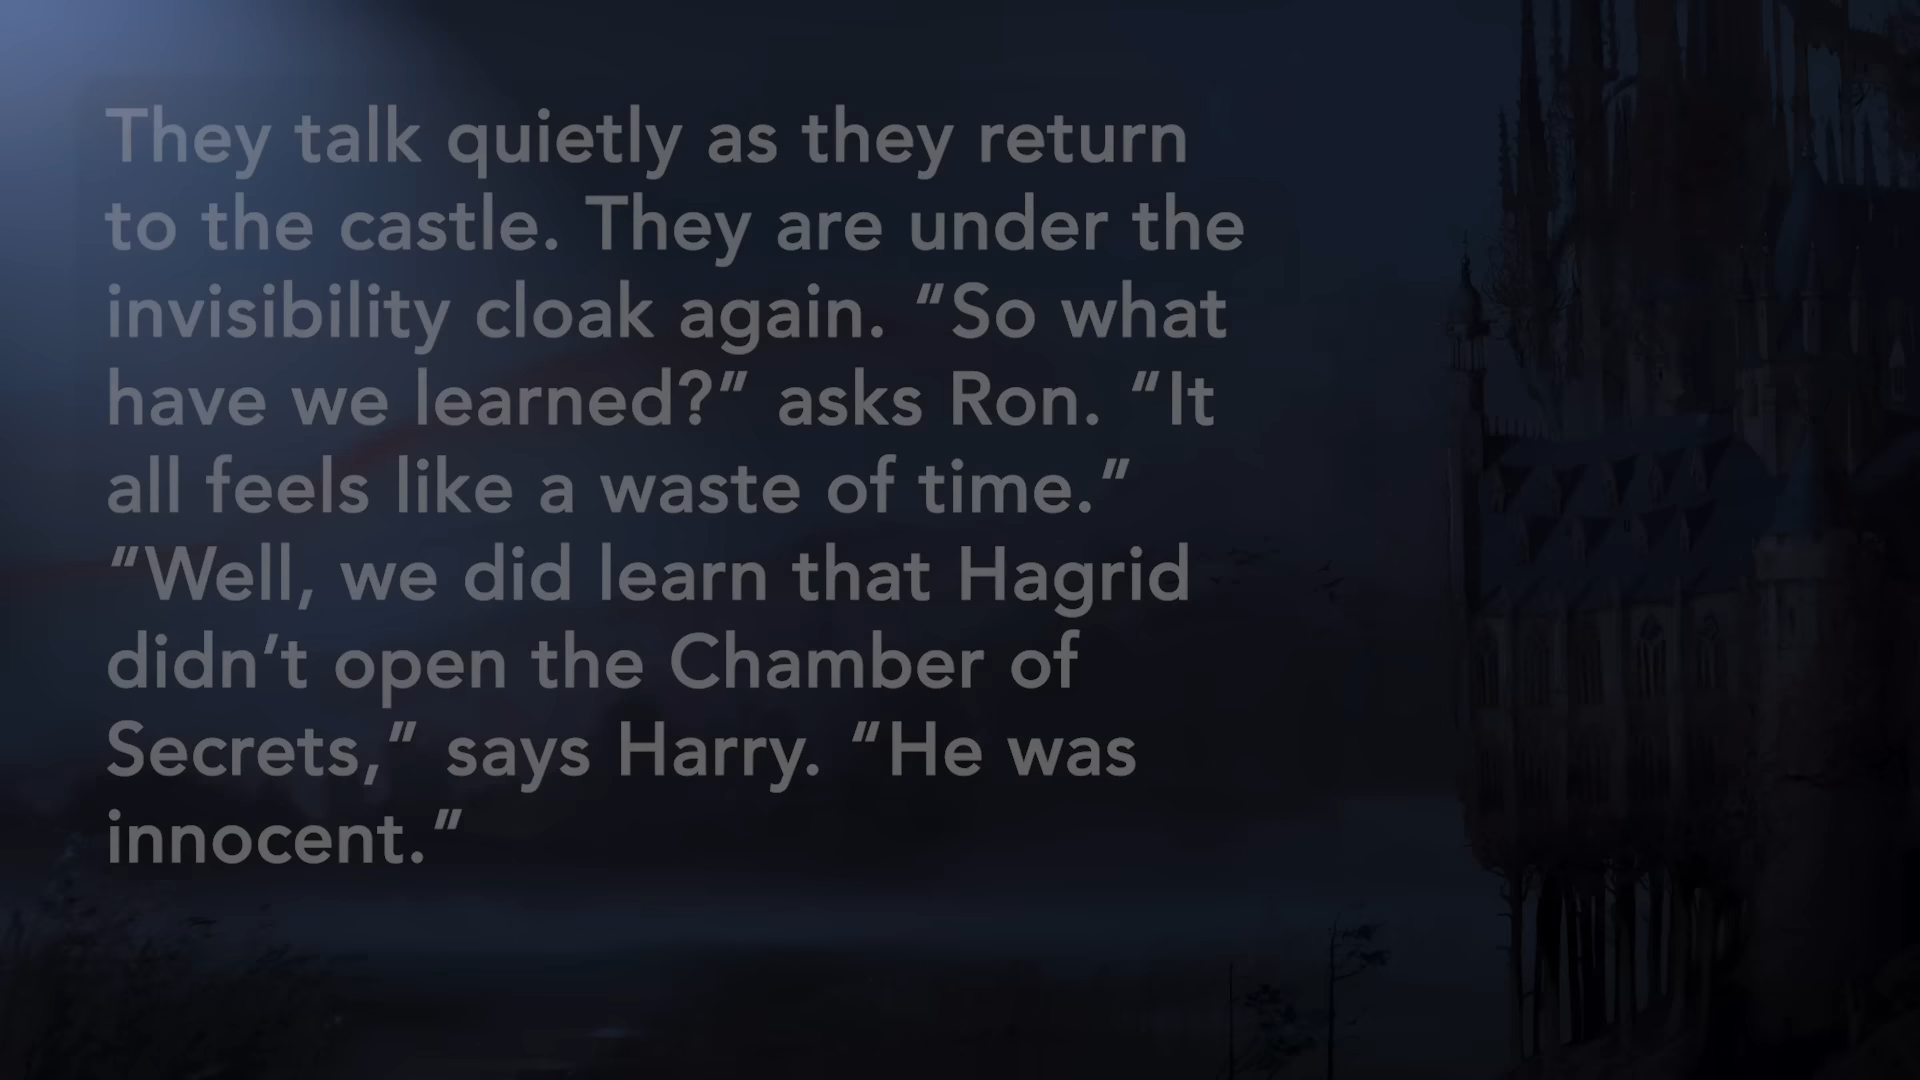 They talk quietly as they return
to the castle. They are under the
invisibility cloak again. “So what
have we learned?” asks Ron. “It
all feels like a waste of time.”
“Well, we did learn that Hagrid
didn’t open the Chamber of
Secrets,” says Harry. “He was
innocent.”